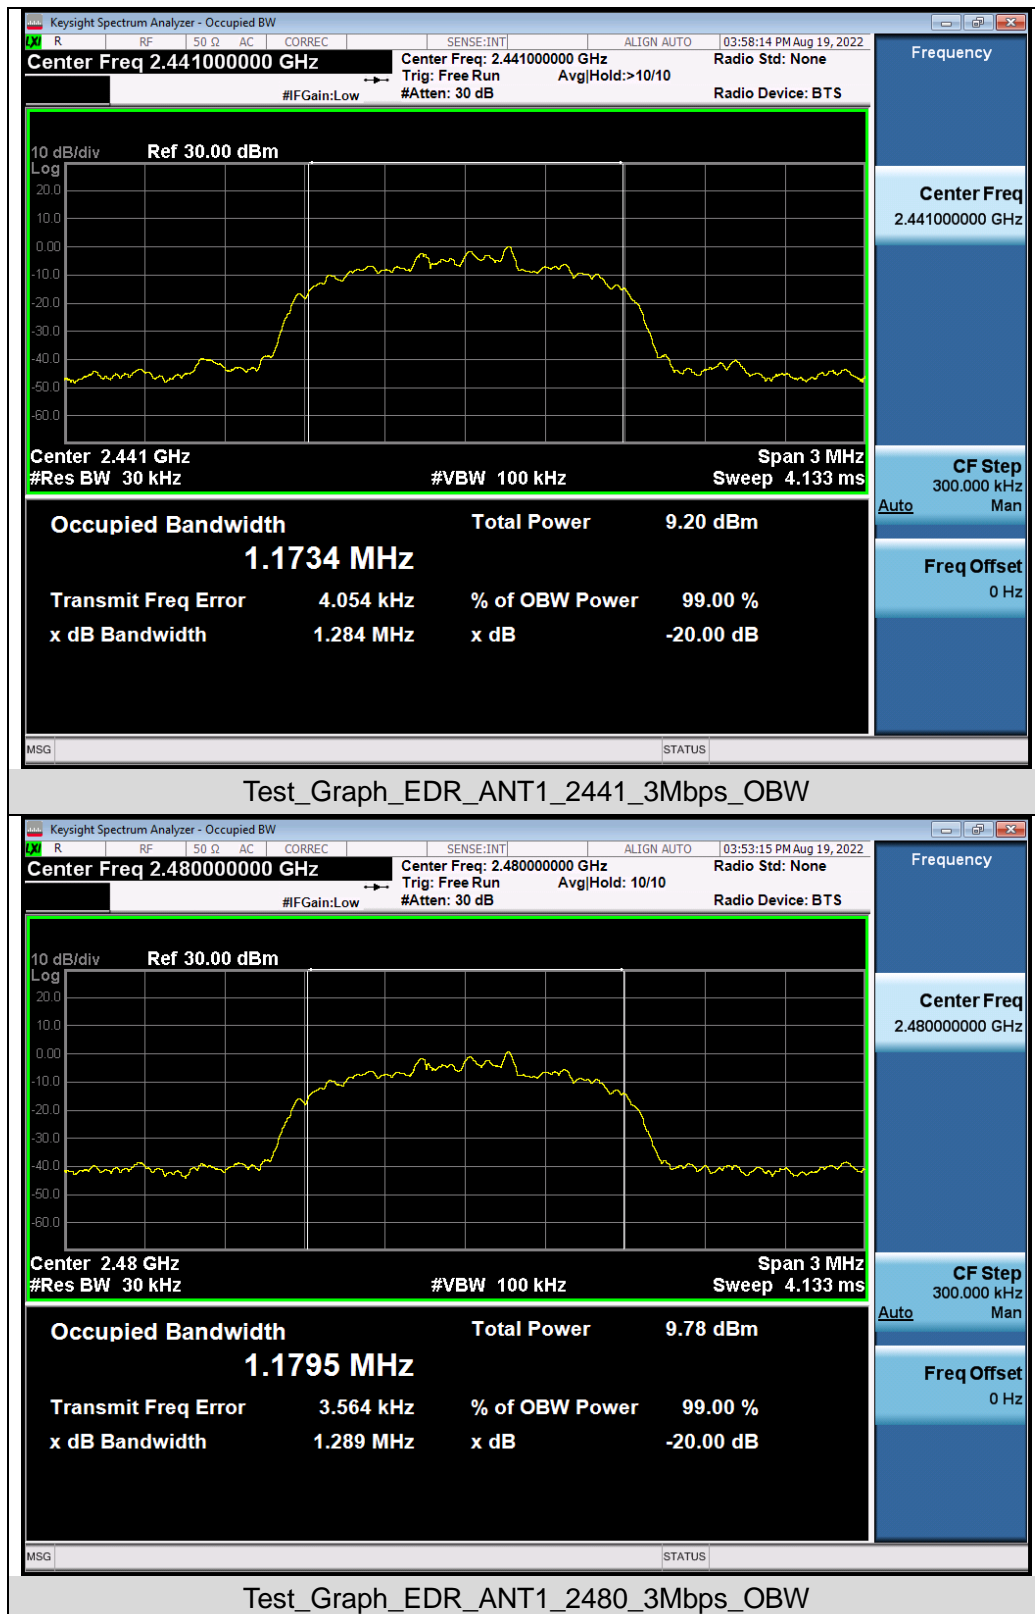 Keysight Spectrum Analyzer - Occupied BW
LXI R RF 50 Ω AC CORREC SENSE:INT ALIGN AUTO 03:58:14 PM Aug 19, 2022
Center Freq 2.441000000 GHz
Center Freq: 2.441000000 GHz
Radio Std: None
Trig: Free Run Avg|Hold:>10/10
#IFGain:Low
#Atten: 30 dB
Radio Device: BTS
10 dB/div Ref 30.00 dBm
Log
20.0
10.0
0.00
-10.0
-20.0
-30.0
-40.0
-50.0
-60.0
Center 2.441 GHz Span 3 MHz
#Res BW 30 kHz #VBW 100 kHz Sweep 4.133 ms
Occupied Bandwidth Total Power 9.20 dBm
1.1734 MHz
Transmit Freq Error 4.054 kHz % of OBW Power 99.00 %
x dB Bandwidth 1.284 MHz x dB -20.00 dB
MSG STATUS
Frequency
Center Freq
2.441000000 GHz
CF Step
300.000 kHz
Auto Man
Freq Offset
0 Hz
Test_Graph_EDR_ANT1_2441_3Mbps_OBW
Keysight Spectrum Analyzer - Occupied BW
LXI R RF 50 Ω AC CORREC SENSE:INT ALIGN AUTO 03:53:15 PM Aug 19, 2022
Center Freq 2.480000000 GHz
Center Freq: 2.480000000 GHz
Radio Std: None
Trig: Free Run Avg|Hold: 10/10
#IFGain:Low
#Atten: 30 dB
Radio Device: BTS
10 dB/div Ref 30.00 dBm
Log
20.0
10.0
0.00
-10.0
-20.0
-30.0
-40.0
-50.0
-60.0
Center 2.48 GHz Span 3 MHz
#Res BW 30 kHz #VBW 100 kHz Sweep 4.133 ms
Occupied Bandwidth Total Power 9.78 dBm
1.1795 MHz
Transmit Freq Error 3.564 kHz % of OBW Power 99.00 %
x dB Bandwidth 1.289 MHz x dB -20.00 dB
MSG STATUS
Frequency
Center Freq
2.480000000 GHz
CF Step
300.000 kHz
Auto Man
Freq Offset
0 Hz
Test_Graph_EDR_ANT1_2480_3Mbps_OBW